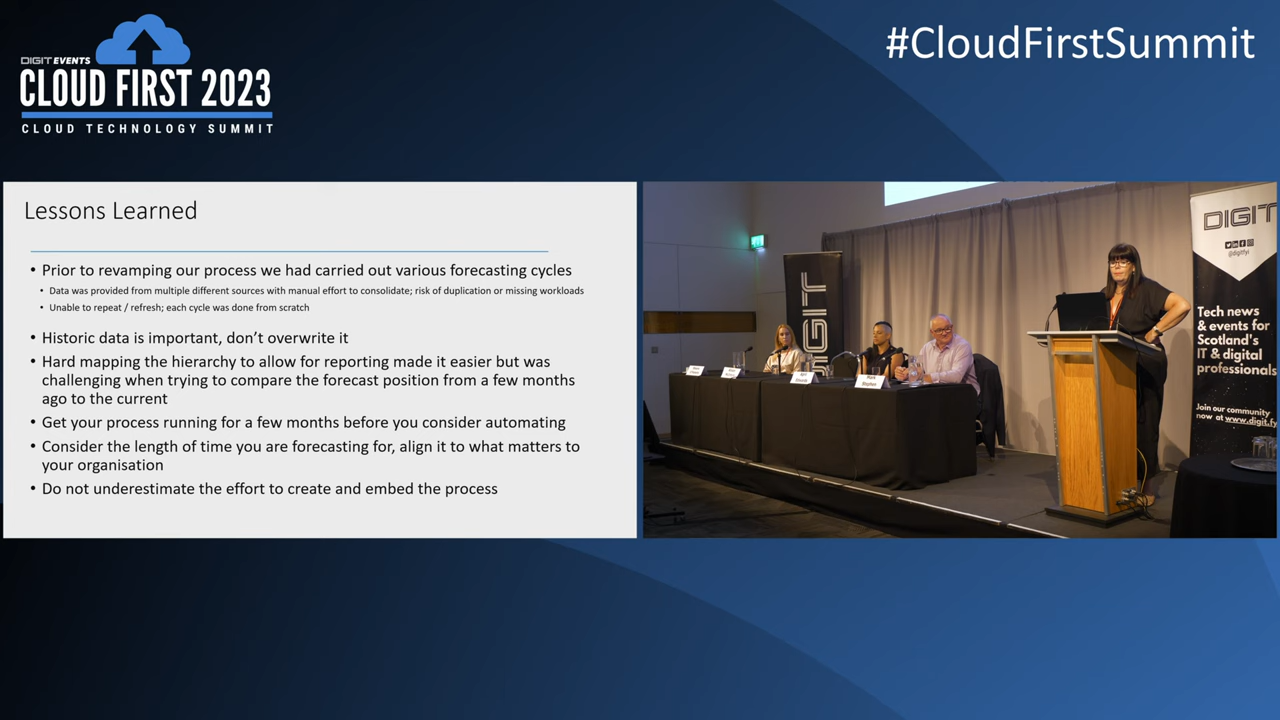 DIGIT EVENTS
CLOUD FIRST 2023
CLOUD TECHNOLOGY SUMMIT
#CloudFirstSummit
Lessons Learned
• Prior to revamping our process we had carried out various forecasting cycles
• Data was provided from multiple different sources with manual effort to consolidate; risk of duplication or missing workloads
• Unable to repeat / refresh; each cycle was done from scratch
• Historic data is important, don’t overwrite it
• Hard mapping the hierarchy to allow for reporting made it easier but was
challenging when trying to compare the forecast position from a few months
ago to the current
• Get your process running for a few months before you consider automating
• Consider the length of time you are forecasting for, align it to what matters to
your organisation
• Do not underestimate the effort to create and embed the process
DIGIT
Mark
Stephen
DIGIT
@digitfyi
Tech news
& events for
Scotland's
IT & digital
professionals
Join our community
now at www.digit.fy